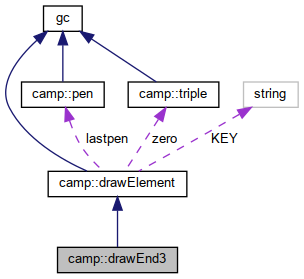 gc
camp::pen
camp::triple
string
lastpen
zero
KEY
camp::drawElement
camp::drawEnd3